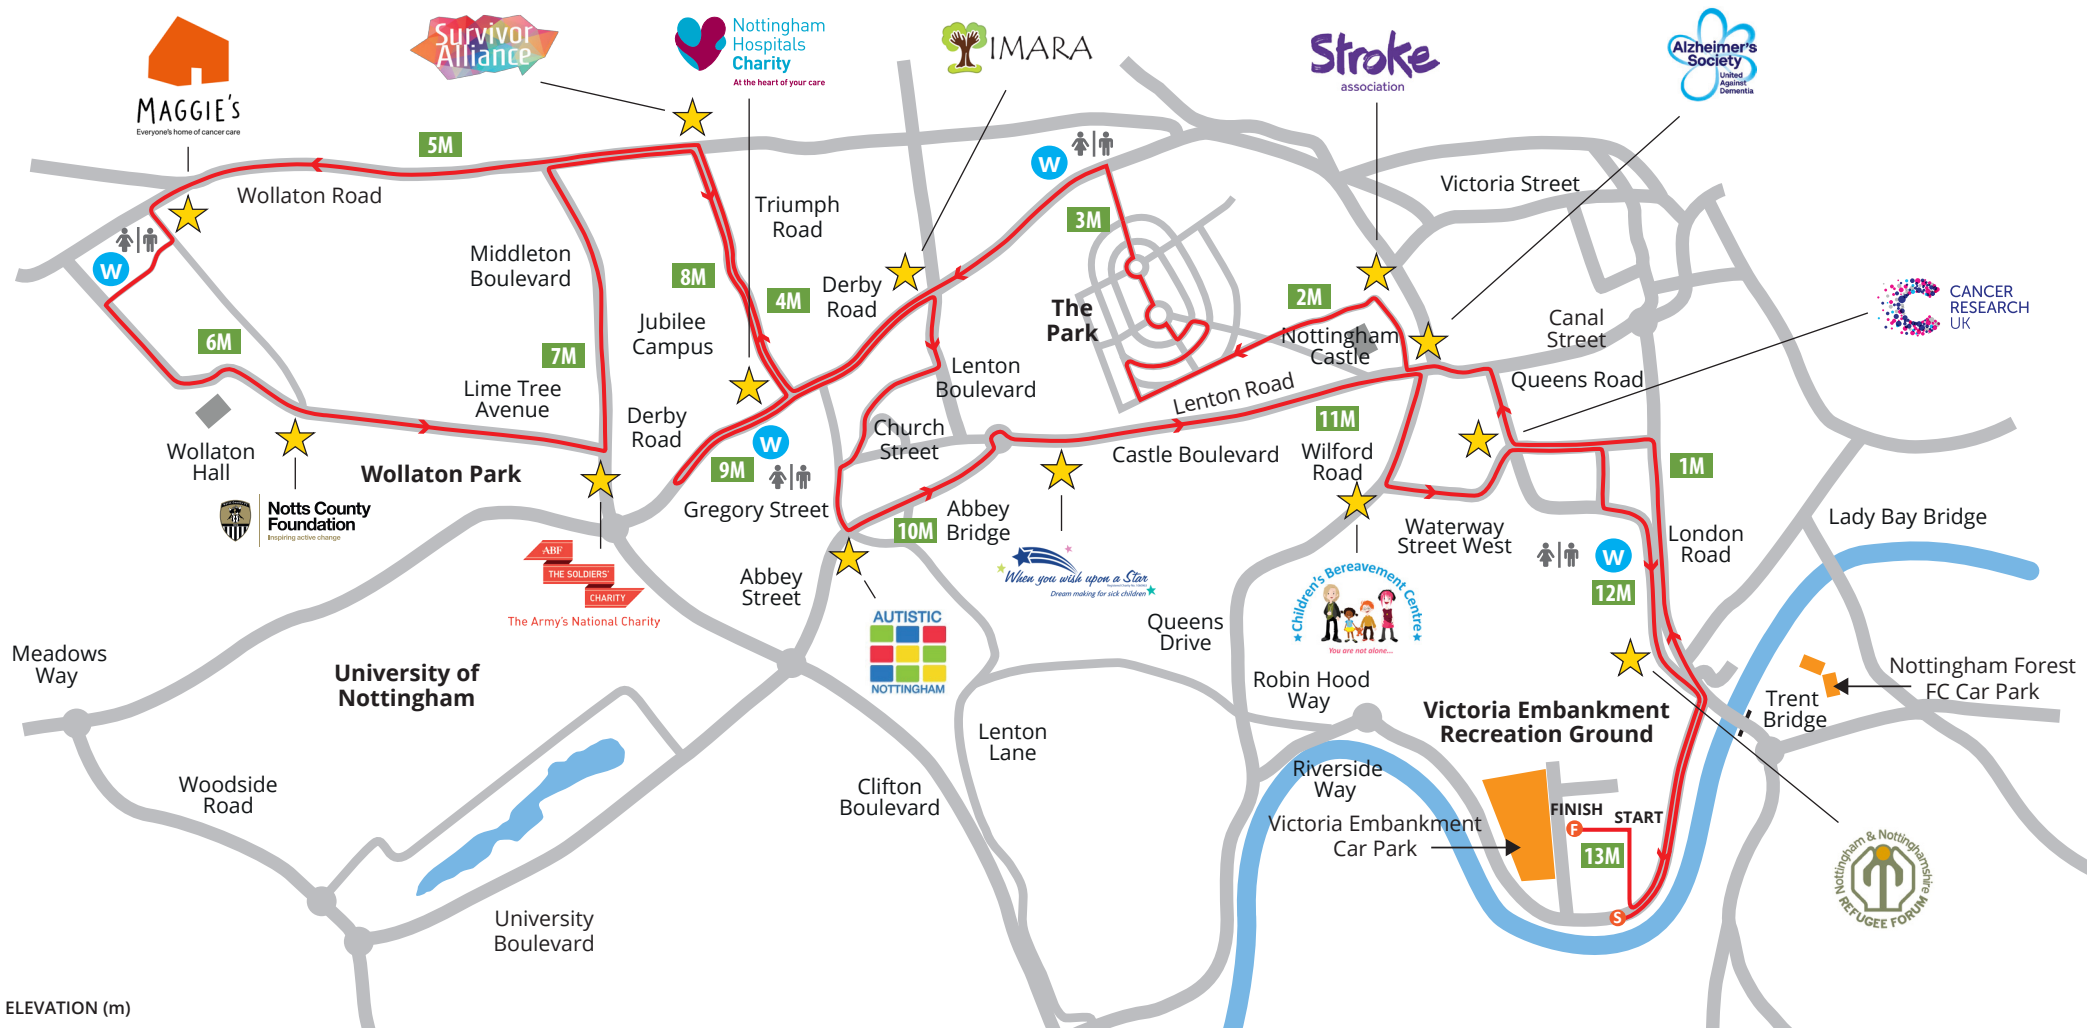 MAGGIE's
Everyone's home of cancer care
Survivor
Alliance
Nottingham
Hospitals
Charity
At the heart of your care
IMARA
Stroke
association
Alzheimer's
Society
United
Against
Dementia
CANCER
RESEARCH
UK
5M
Wollaton Road
W
Triumph
Road
W
3M
Victoria Street
Middleton
Boulevard
8M
4M
Derby
Road
The
Park
2M
Nottingham
Castle
Canal
Street
6M
7M
Jubilee
Campus
Lenton
Boulevard
Lenton Road
Queens Road
Lime Tree
Avenue
Derby
Road
Wollaton
Hall
Wollaton Park
W
9M
Gregory Street
Church
Street
Castle Boulevard
11M
Wilford
Road
1M
Notts County
Foundation
Inspiring active change
10M
Abbey
Bridge
Waterway
Street West
London
Road
Lady Bay Bridge
W
12M
ABF
THE SOLDIERS'
CHARITY
The Army's National Charity
Abbey
Street
AUTISTIC
NOTTINGHAM
When you wish upon a Star
Dream making for sick children
Children's Bereavement Centre
You are not alone...
Queens
Drive
Meadows
Way
University of
Nottingham
Robin Hood
Way
Victoria Embankment
Recreation Ground
Trent
Bridge
Nottingham Forest
FC Car Park
Lenton
Lane
Woodside
Road
Clifton
Boulevard
Riverside
Way
Victoria Embankment
Car Park
FINISH
START
F
13M
S
Nottingham & Nottinghamshire
REFUGEE FORUM
University
Boulevard
ELEVATION (m)